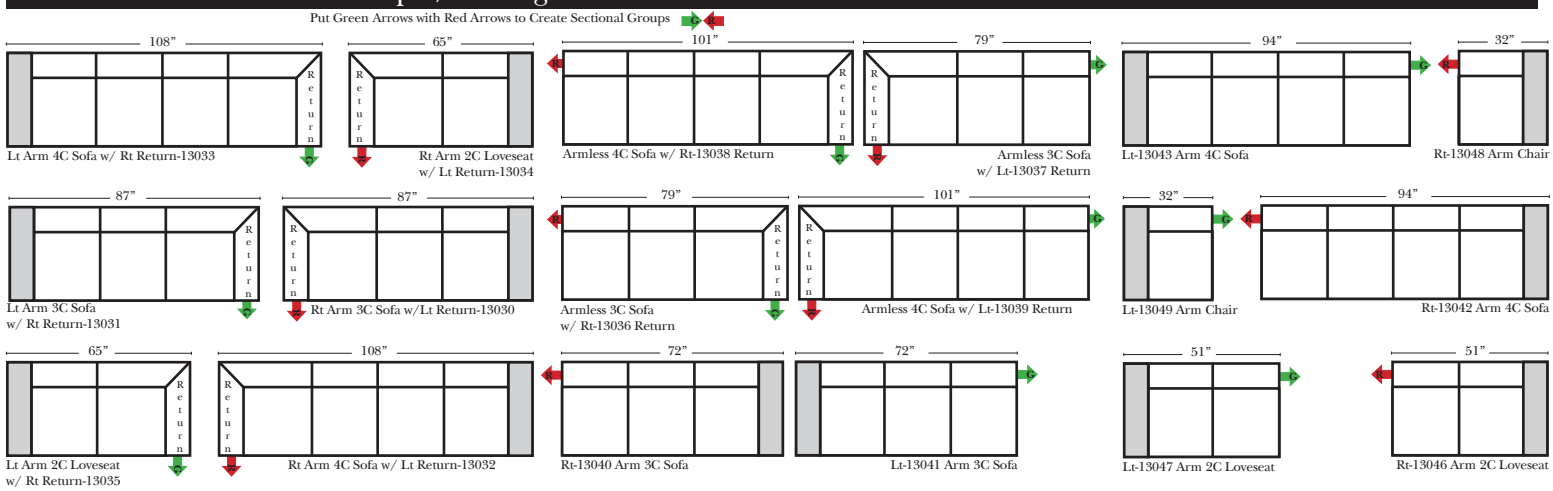 Put Green Arrows with Red Arrows to Create Sectional Groups G R
108” 65” 101” 79” 94” 32”
R G R
Return Return Return Return
G R G R
Lt Arm 4C Sofa w/ Rt Return-13033
Rt Arm 2C Loveseat
w/ Lt Return-13034
Armless 4C Sofa w/ Rt-13038 Return
Armless 3C Sofa
w/ Lt-13037 Return
G
Lt-13043 Arm 4C Sofa
Rt-13048 Arm Chair
87” 87” 79” 101” 32” 94”
R G G R
Return Return Return Return
G R G R
Lt Arm 3C Sofa
w/ Rt Return-13031
Rt Arm 3C Sofa w/Lt Return-13030
Armless 3C Sofa
w/ Rt-13036 Return
Armless 4C Sofa w/ Lt-13039 Return
Lt-13049 Arm Chair
Rt-13042 Arm 4C Sofa
65” 108” 72” 72” 51” 51”
R G G R
Return Return
G R
Lt Arm 2C Loveseat
w/ Rt Return-13035
Rt Arm 4C Sofa w/ Lt Return-13032
Rt-13040 Arm 3C Sofa
Lt-13041 Arm 3C Sofa
Lt-13047 Arm 2C Loveseat
Rt-13046 Arm 2C Loveseat